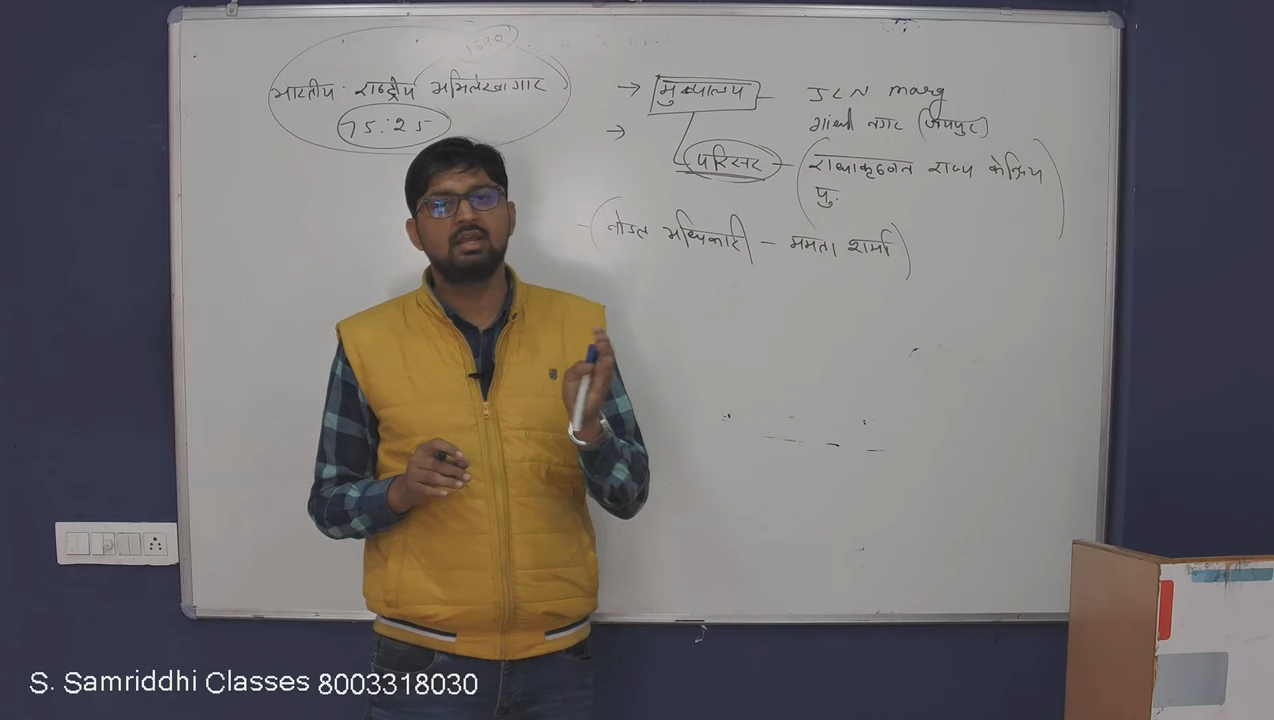 भारतीय राष्ट्रीय अभिलेखागार
75:25
→ मुख्यालय – JLN marg
गांधी नगर (जयपुर)
→ परिसर – (राधाकृष्णन राज्य केन्द्रिय
पु.
(नोडल अधिकारी – ममता शर्मा)
S. Samriddhi Classes 8003318030